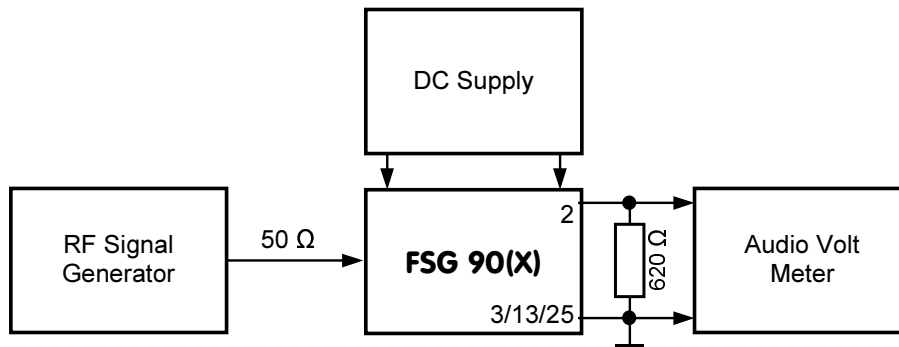 DC Supply
RF Signal
Generator
50 Ω
FSG 90(X)
2
3/13/25
620 Ω
Audio Volt
Meter